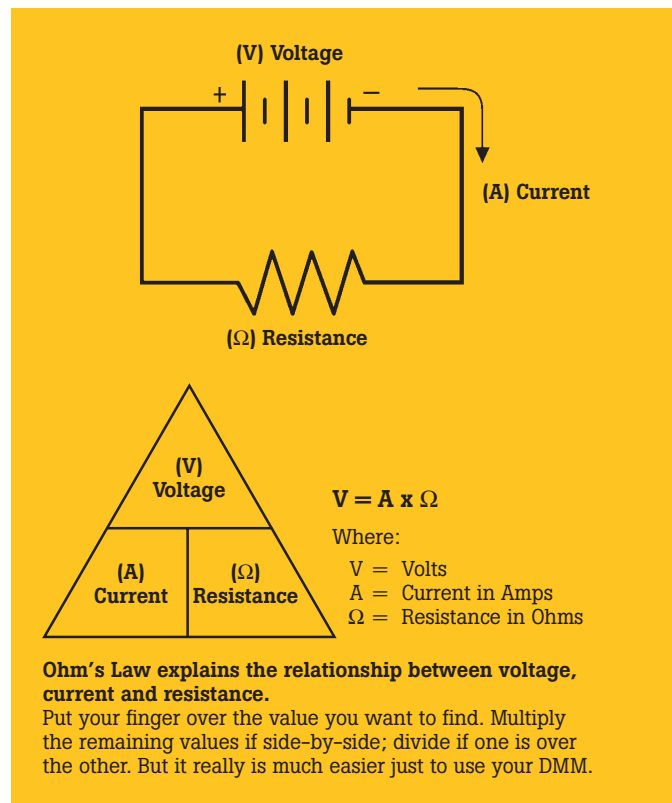 (V) Voltage
+ –
(A) Current
(Ω) Resistance
(V)
Voltage
(A)
Current
(Ω)
Resistance
V = A x Ω
Where:
V = Volts
A = Current in Amps
Ω = Resistance in Ohms
Ohm's Law explains the relationship between voltage,
current and resistance.
Put your finger over the value you want to find. Multiply
the remaining values if side-by-side; divide if one is over
the other. But it really is much easier just to use your DMM.